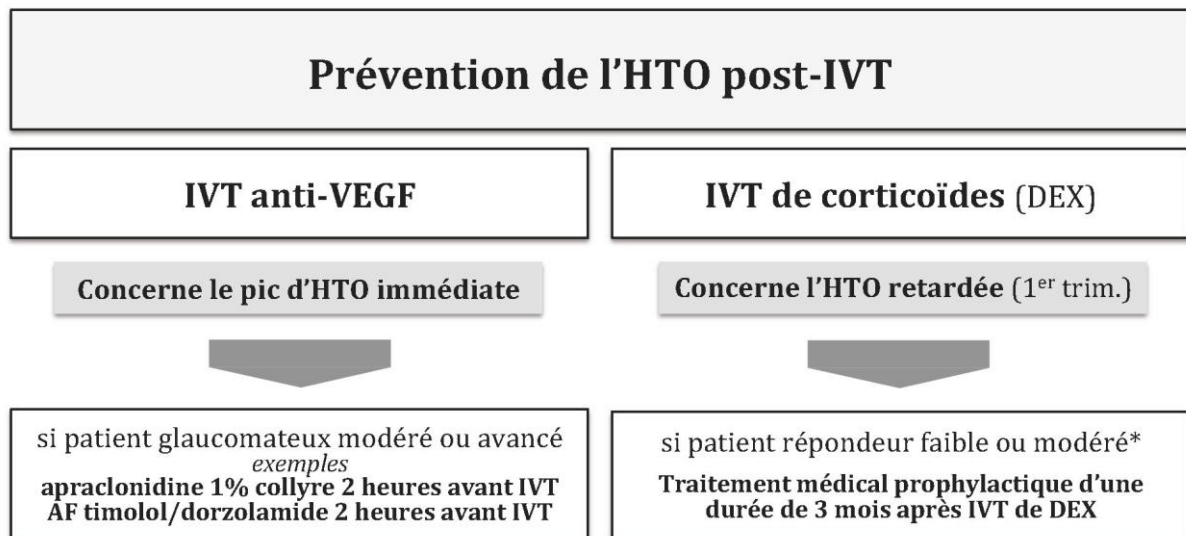 Prévention de l’HTO post-IVT
IVT anti-VEGF
Concerne le pic d’HTO immédiate
si patient glaucomateux modéré ou avancé
exemples
apraclonidine 1% collyre 2 heures avant IVT
AF timolol/dorzolamide 2 heures avant IVT
IVT de corticoïdes (DEX)
Concerne l’HTO retardée (1er trim.)
si patient répondeur faible ou modéré*
Traitement médical prophylactique d’une
durée de 3 mois après IVT de DEX